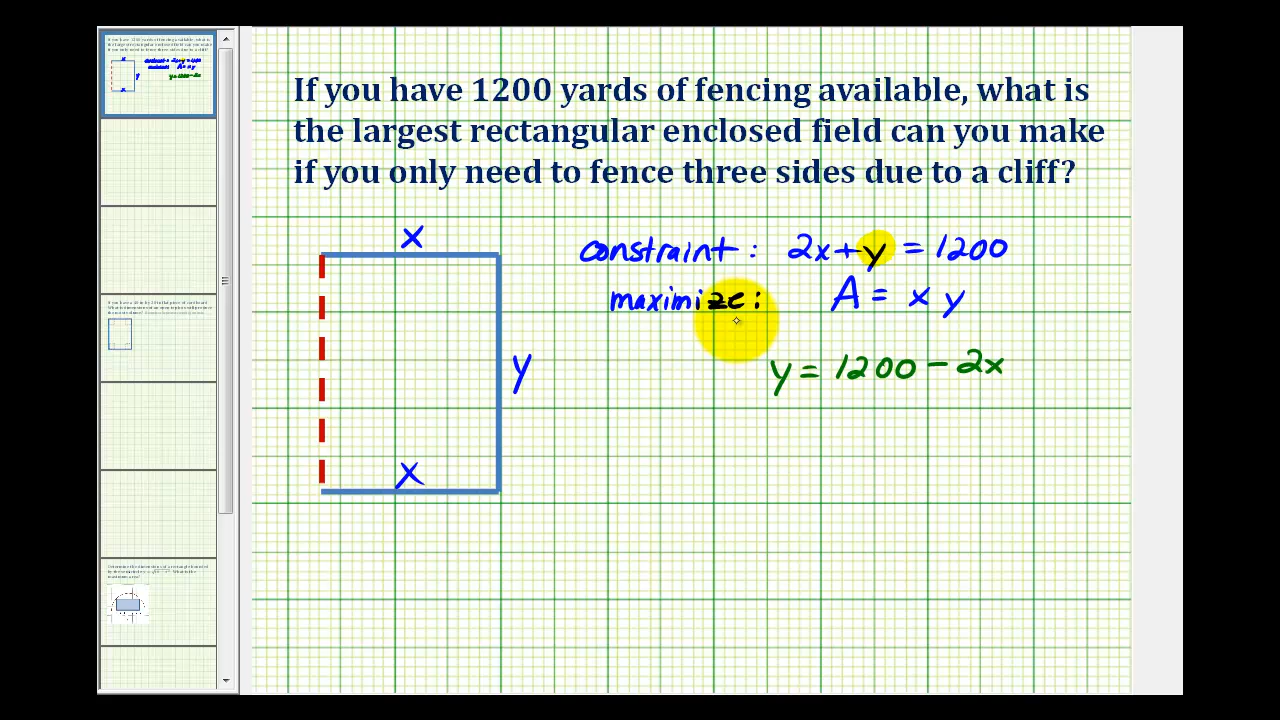 If you have 1200 yards of fencing available, what is
the largest rectangular enclosed field can you make
if you only need to fence three sides due to a cliff?
x
constraint: 2x+y = 1200
maximize: A = x y
y
y = 1200 - 2x
x